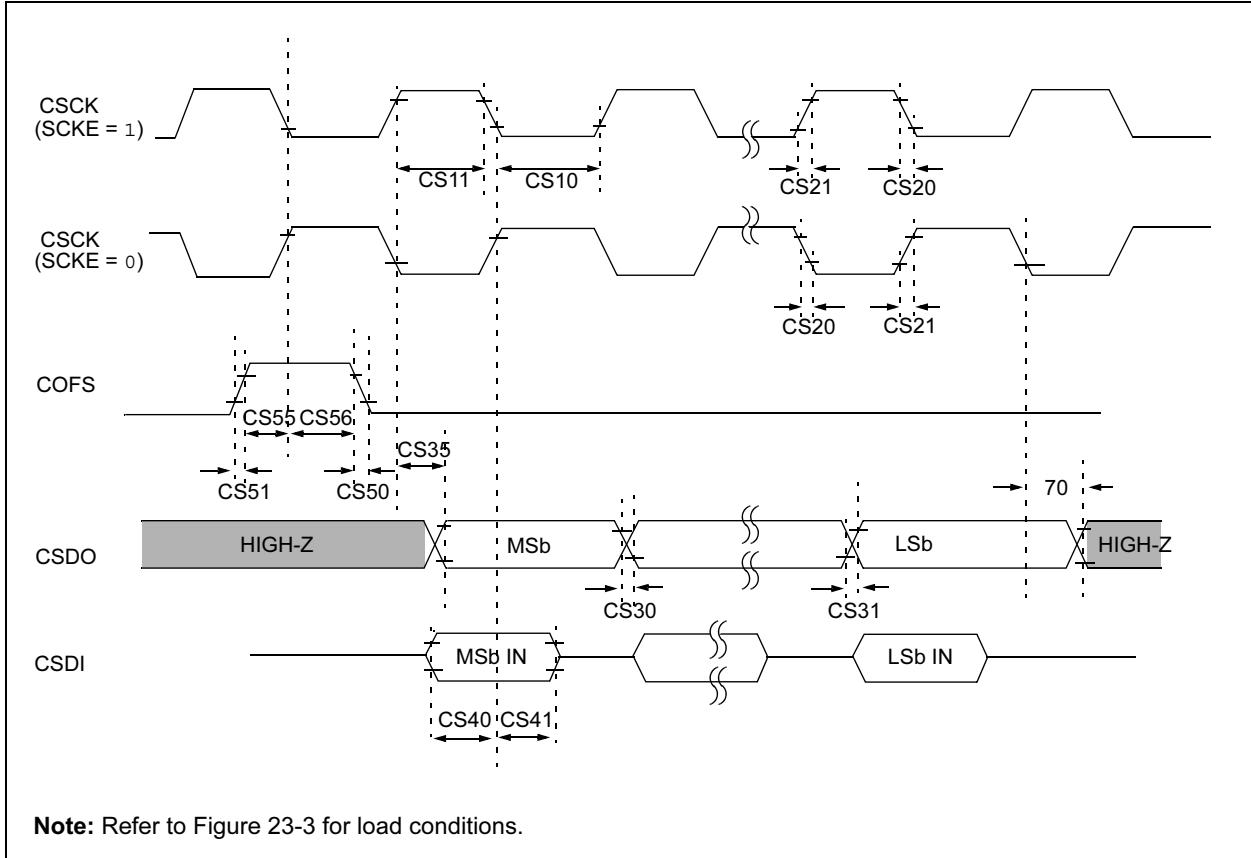 CSCK
(SCKE = 1)
CS11
CS10
CS21
CS20
CSCK
(SCKE = 0)
CS20
CS21
COFS
CS55
CS56
CS35
CS51
CS50
70
CSDO
HIGH-Z
MSb
LSb
HIGH-Z
CS30
CS31
CSDI
MSb IN
LSb IN
CS40
CS41
Note: Refer to Figure 23-3 for load conditions.